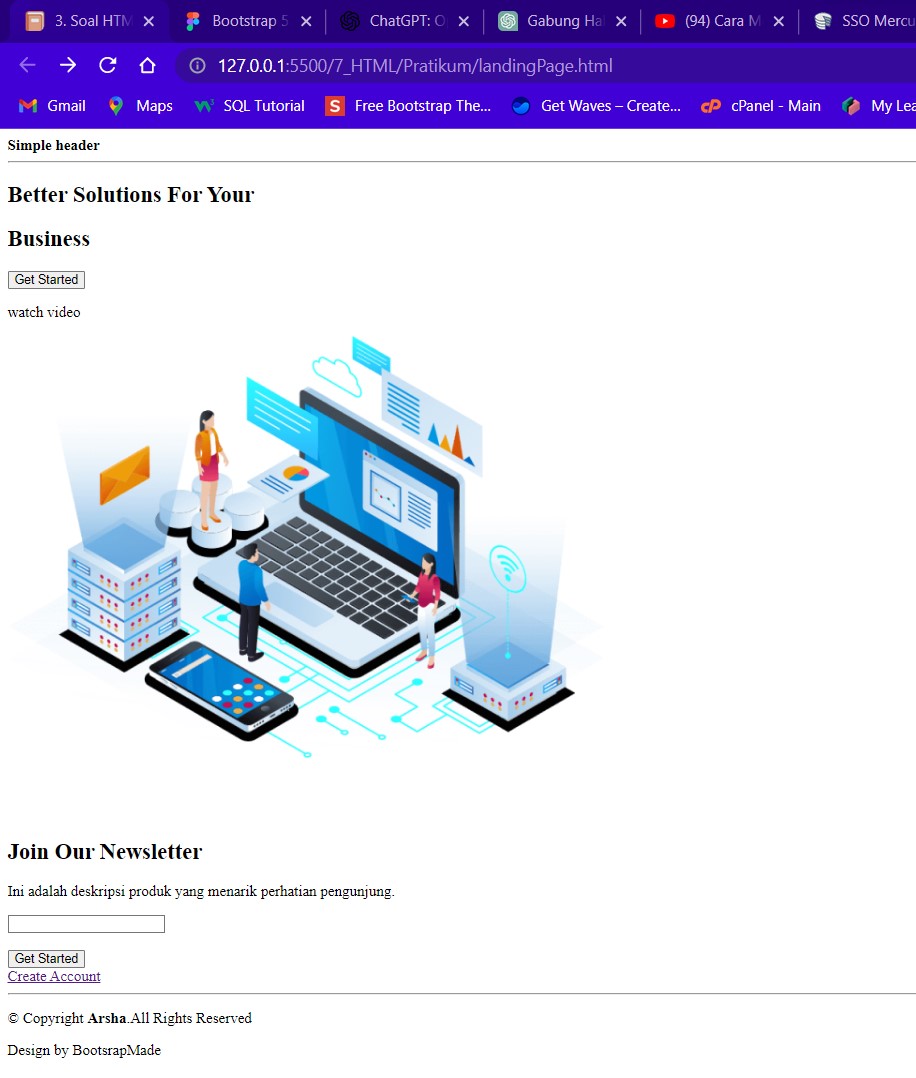 3. Soal HTM
Bootstrap 5
ChatGPT: O
Gabung Ha
(94) Cara M
SSO Mercu
127.0.0.1:5500/7_HTML/Pratikum/landingPage.html
Gmail
Maps
SQL Tutorial
S Free Bootstrap The...
Get Waves – Create...
cPanel - Main
My Lea
Simple header
Better Solutions For Your
Business
Get Started
watch video
Join Our Newsletter
Ini adalah deskripsi produk yang menarik perhatian pengunjung.
Get Started
Create Account
© Copyright Arsha.All Rights Reserved
Design by BootsrapMade